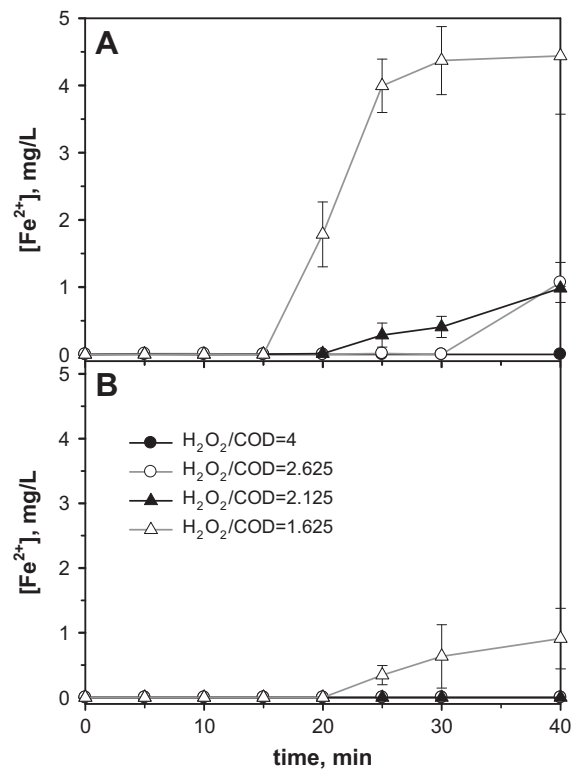 A
5
4
3
2
1
0
[Fe²⁺], mg/L
B
5
4
3
2
1
0
[Fe²⁺], mg/L
H₂O₂/COD=4
H₂O₂/COD=2.625
H₂O₂/COD=2.125
H₂O₂/COD=1.625
0 10 20 30 40
time, min